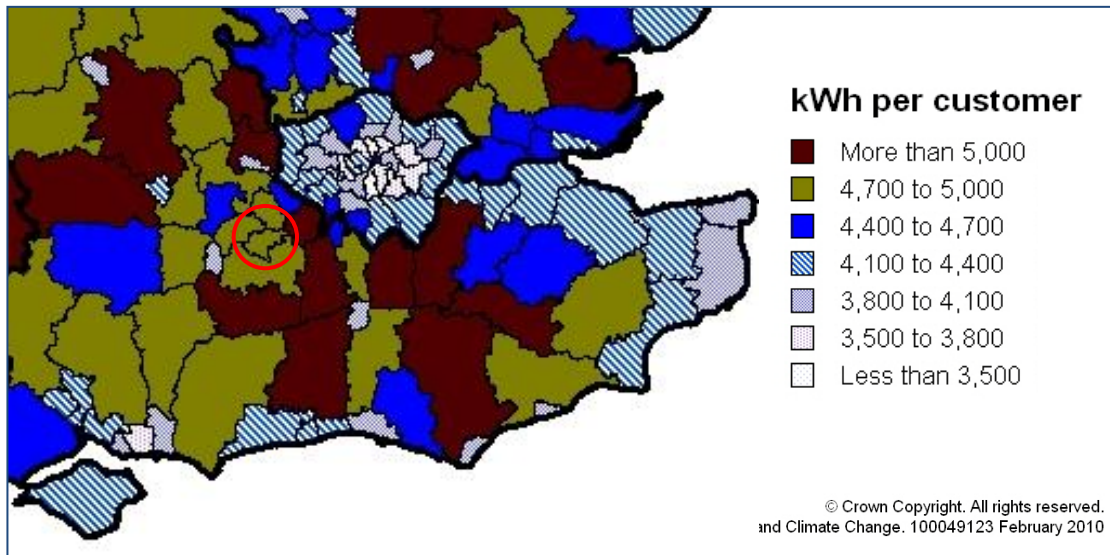 kWh per customer
More than 5,000
4,700 to 5,000
4,400 to 4,700
4,100 to 4,400
3,800 to 4,100
3,500 to 3,800
Less than 3,500
© Crown Copyright. All rights reserved.
and Climate Change. 100049123 February 2010